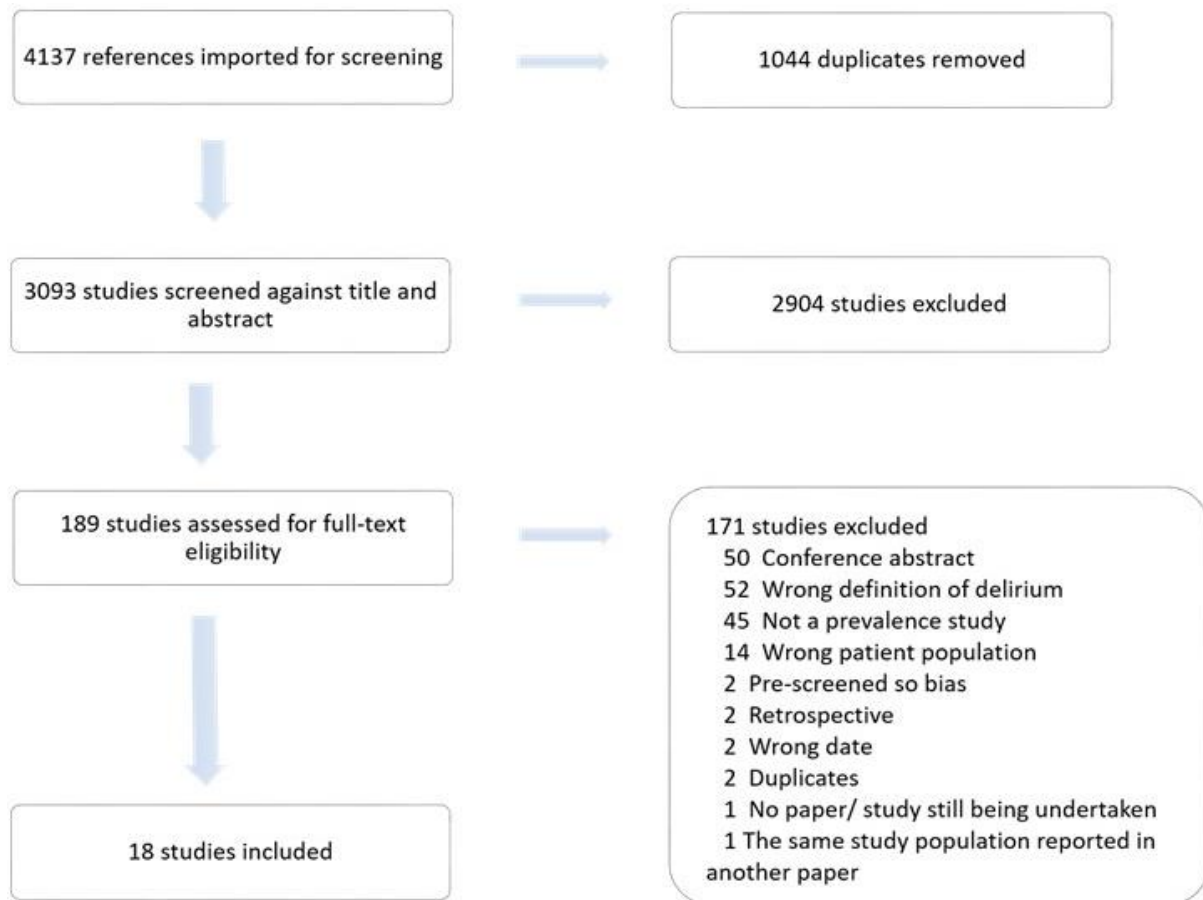 4137 references imported for screening
1044 duplicates removed
3093 studies screened against title and
abstract
2904 studies excluded
189 studies assessed for full-text
eligibility
171 studies excluded
50 Conference abstract
52 Wrong definition of delirium
45 Not a prevalence study
14 Wrong patient population
2 Pre-screened so bias
2 Retrospective
2 Wrong date
2 Duplicates
1 No paper/ study still being undertaken
1 The same study population reported in
another paper
18 studies included